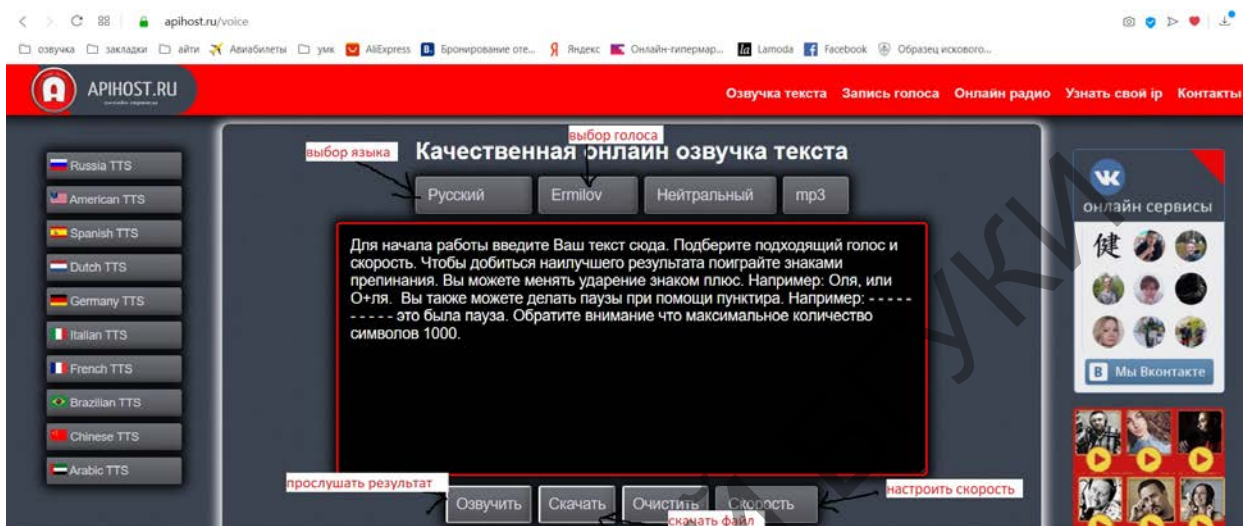 apihost.ru/voice
озвучка закладки айти Авиабилеты умк AliExpress B. Бронирование оте... Я Яндекс Онлайн-гипермар... la Lamoda Facebook Образец искового...
APIHOST.RU
Озвучка текста Запись голоса Онлайн радио Узнать свой ip Контакты
выбор голоса
выбор языка
Качественная онлайн озвучка текста
Русский Ermilov Нейтральный mp3
Russia TTS
American TTS
Spanish TTS
Dutch TTS
Germany TTS
Italian TTS
French TTS
Brazilian TTS
Chinese TTS
Arabic TTS
Для начала работы введите Ваш текст сюда. Подберите подходящий голос и
скорость. Чтобы добиться наилучшего результата поиграйте знаками
препинания. Вы можете менять ударение знаком плюс. Например: Оля, или
О+ля. Вы также можете делать паузы при помощи пунктира. Например: - - - - -
- - - - - это была пауза. Обратите внимание что максимальное количество
символов 1000.
прослушать результат
Озвучить Скачать Очистить Скорость
настроить скорость
скачать файл
онлайн сервисы
健
В Мы Вконтакте
БГУКИ